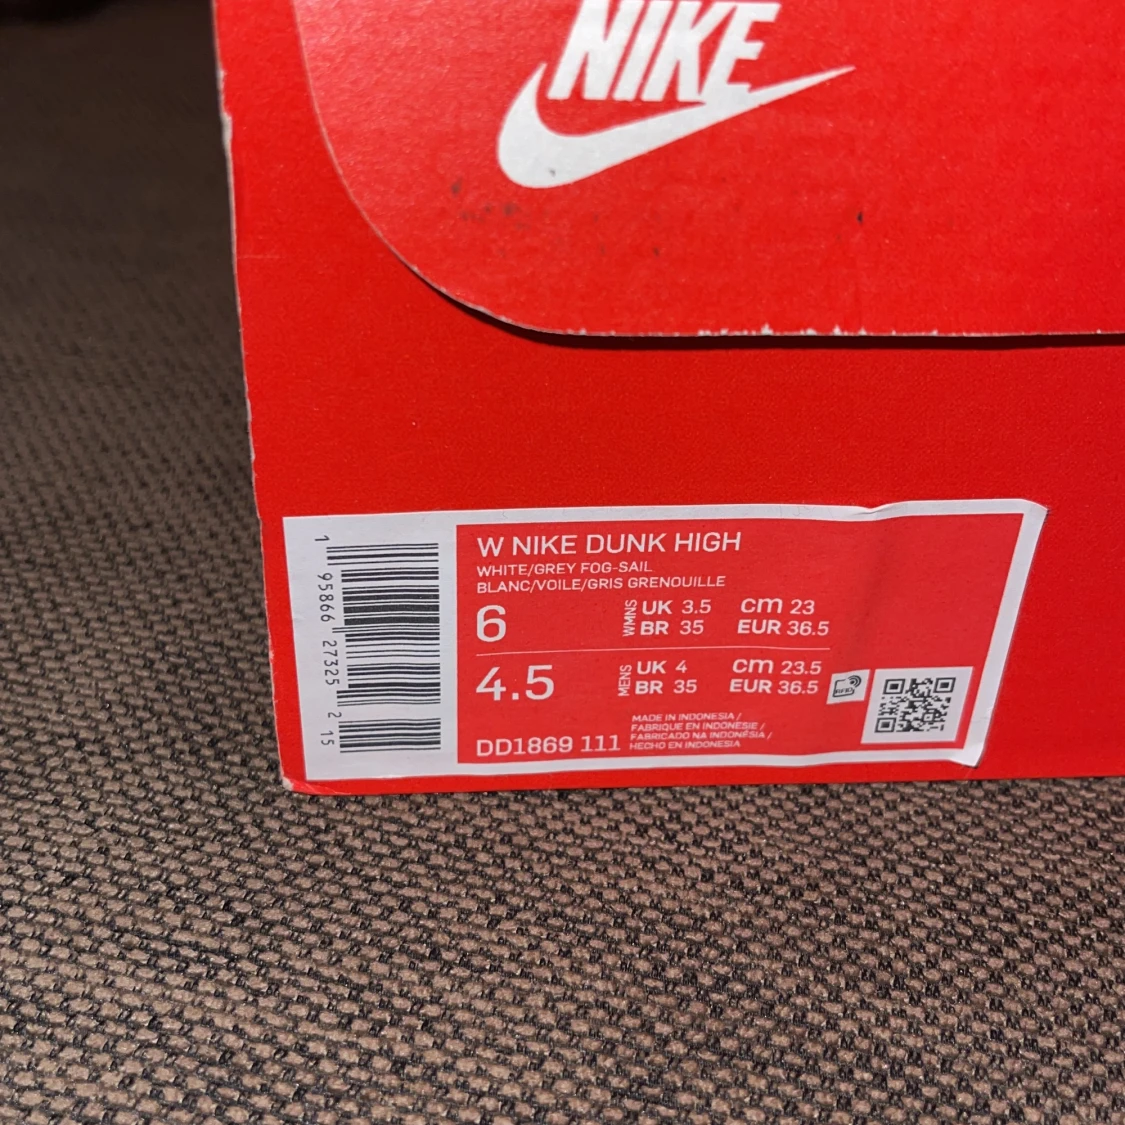 NIKE
1 95866 27325 2 15
W NIKE DUNK HIGH
WHITE/GREY FOG-SAIL
BLANC/VOILE/GRIS GRENOUILLE
6
WMNS
UK 3.5 cm 23
BR 35 EUR 36.5
4.5
MENS
UK 4 cm 23.5
BR 35 EUR 36.5
RFID
DD1869 111
MADE IN INDONESIA /
FABRIQUE EN INDONESIE /
FABRICADO NA INDONÉSIA /
HECHO EN INDONESIA